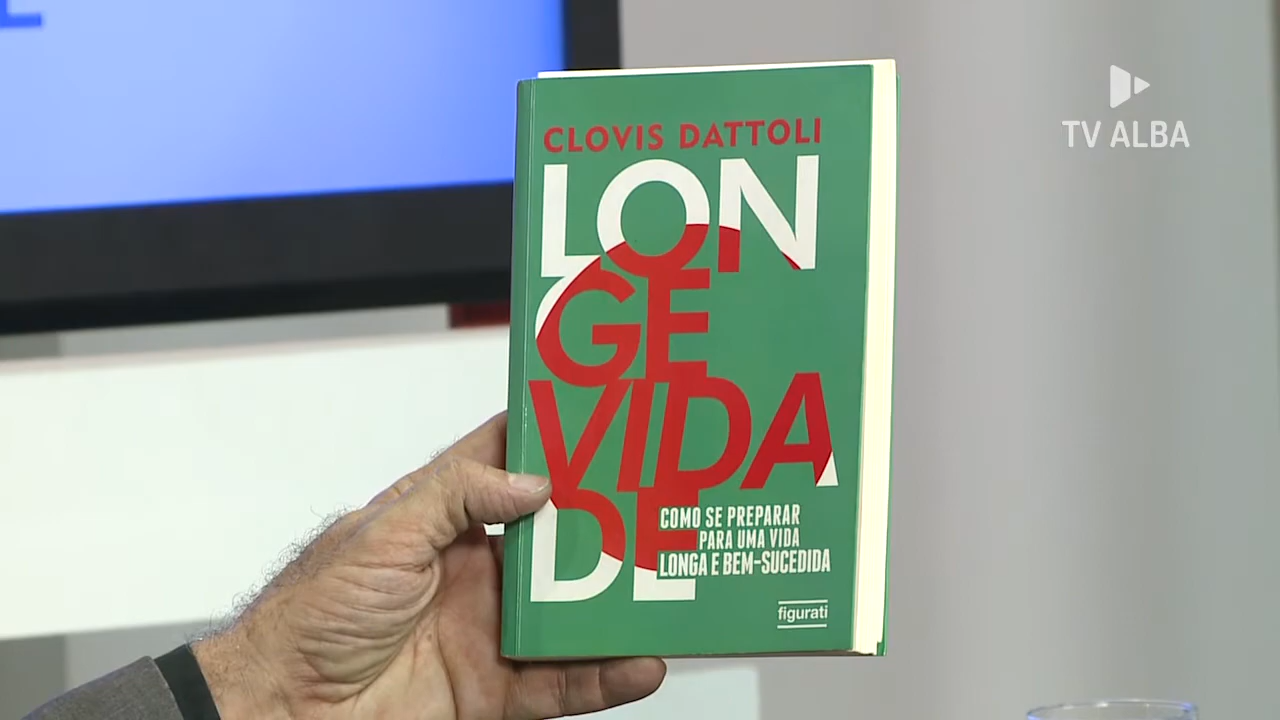 TV ALBA
CLOVIS DATTOLI
LON
GE
VIDA
DE
COMO SE PREPARAR
PARA UMA VIDA
LONGA E BEM-SUCEDIDA
figurati